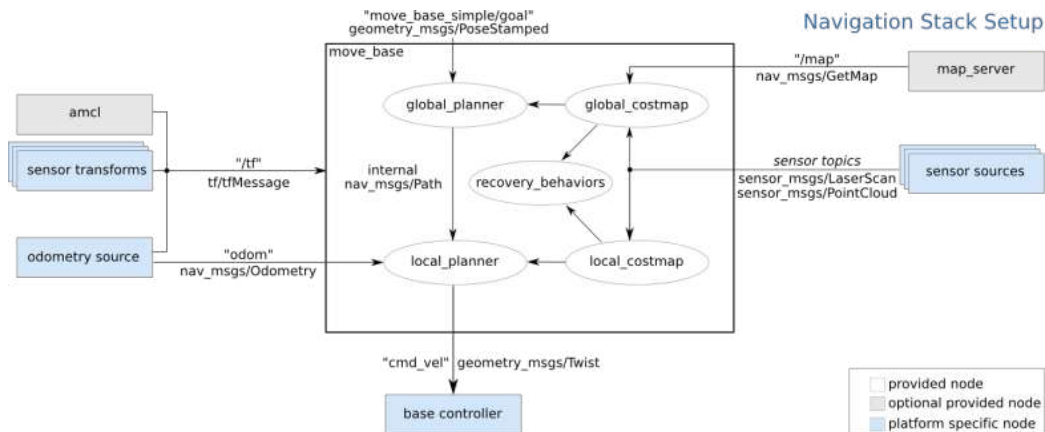 Navigation Stack Setup
"move_base_simple/goal"
geometry_msgs/PoseStamped
move_base
"/map"
nav_msgs/GetMap
map_server
global_planner
global_costmap
amcl
sensor transforms
"/tf"
tf/tfMessage
internal
nav_msgs/Path
recovery_behaviors
sensor topics
sensor_msgs/LaserScan
sensor_msgs/PointCloud
sensor sources
odometry source
"odom"
nav_msgs/Odometry
local_planner
local_costmap
"cmd_vel" geometry_msgs/Twist
base controller
provided node
optional provided node
platform specific node